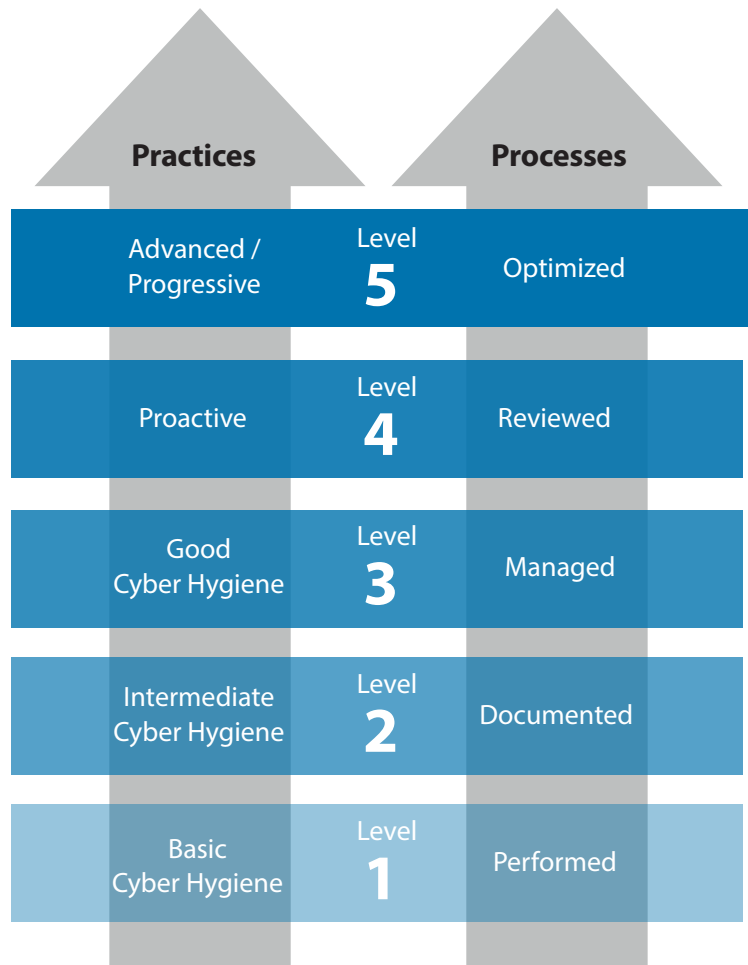 Practices
Processes
Advanced /
Progressive
Level
5
Optimized
Proactive
Level
4
Reviewed
Good
Cyber Hygiene
Level
3
Managed
Intermediate
Cyber Hygiene
Level
2
Documented
Basic
Cyber Hygiene
Level
1
Performed